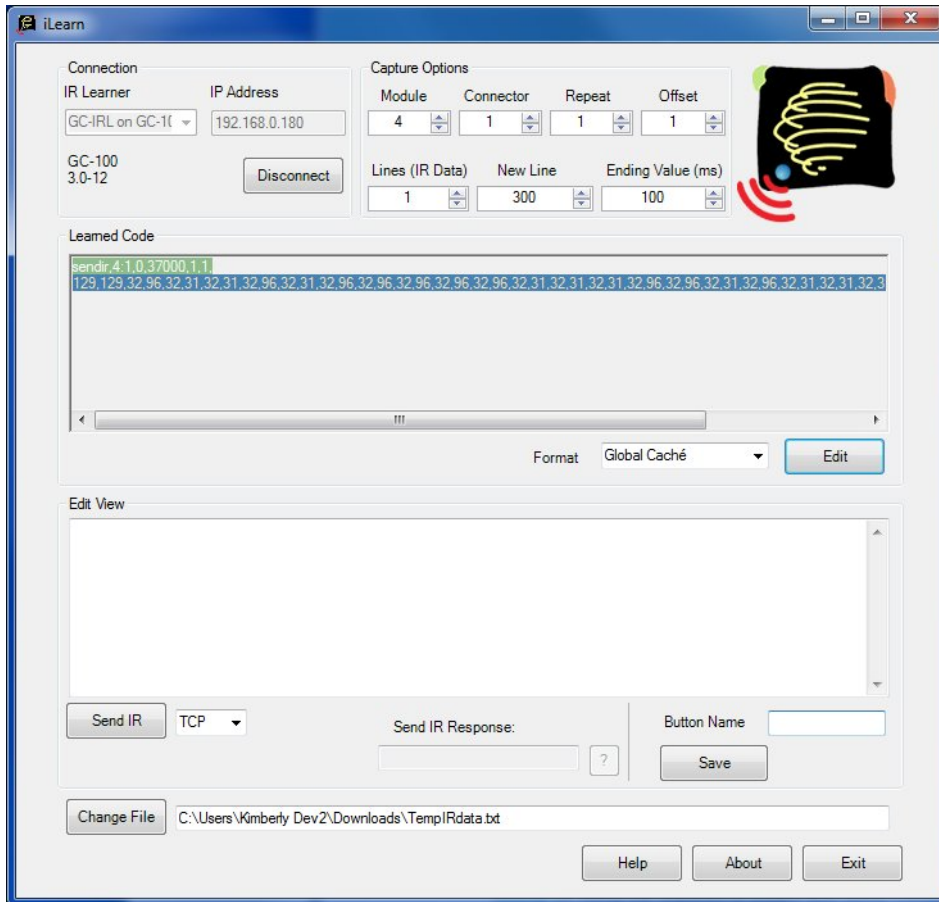 iLearn
Connection
IR Learner IP Address
GC-IRL on GC-1( 192.168.0.180
GC-100
3.0-12
Disconnect
Capture Options
Module Connector Repeat Offset
4 1 1 1
Lines (IR Data) New Line Ending Value (ms)
1 300 100
Learned Code
sendir,4:1,0,37000,1,1,
129,129,32,96,32,31,32,31,32,96,32,31,32,96,32,96,32,96,32,96,32,96,32,31,32,31,32,31,32,96,32,96,32,31,32,96,32,31,32,31,32,3
Format Global Caché Edit
Edit View
Send IR TCP Send IR Response: Button Name
? Save
Change File C:\Users\Kimberly Dev2\Downloads\TempIRdata.txt
Help About Exit